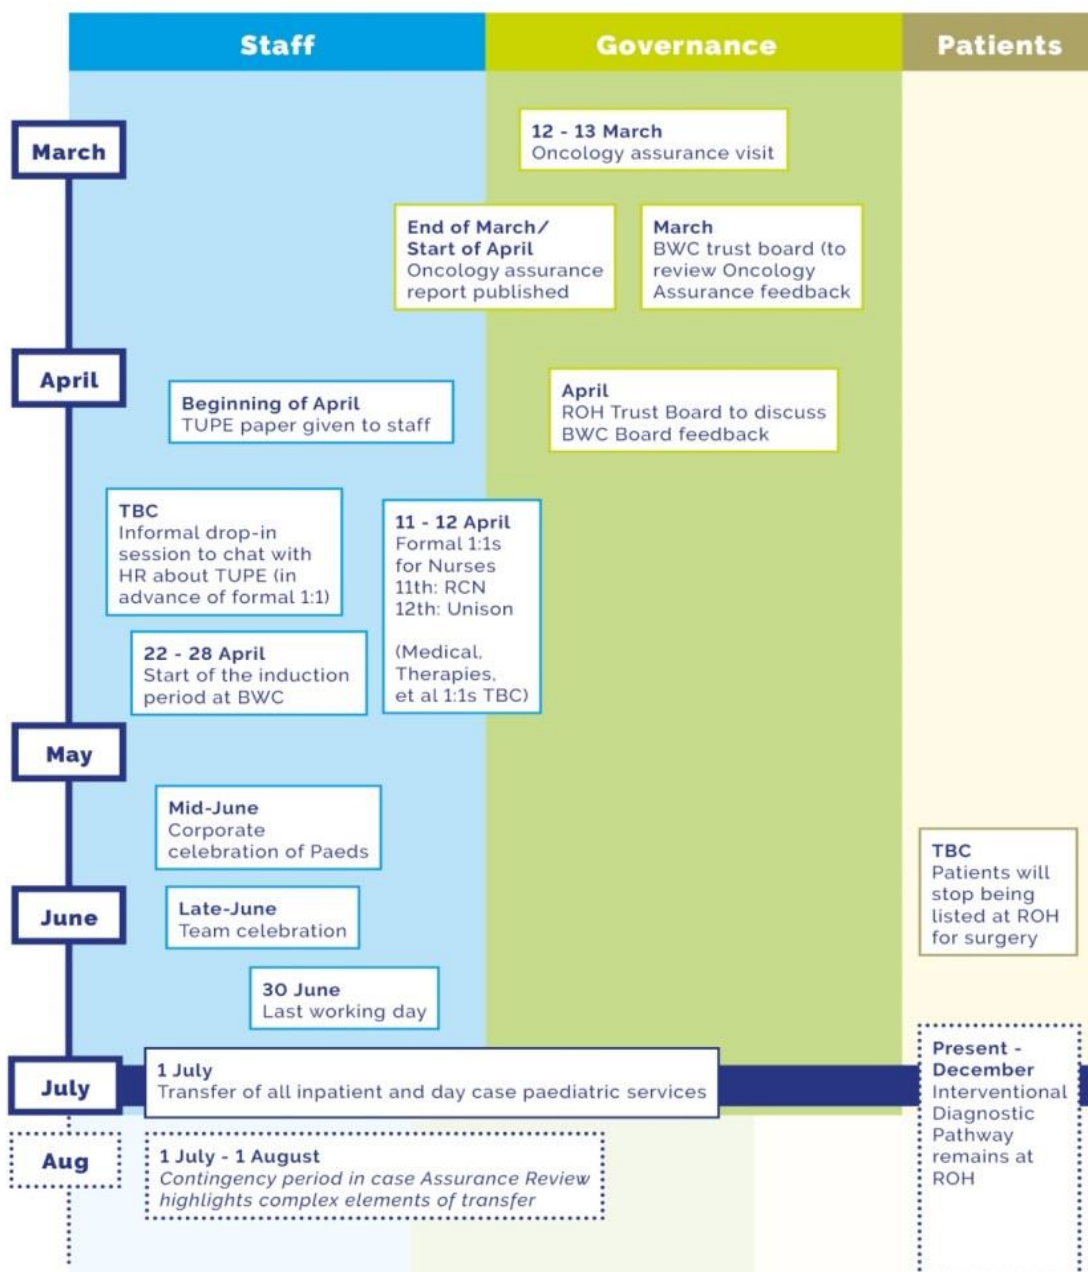 Staff
Governance
Patients
March
12 - 13 March
Oncology assurance visit
End of March/
Start of April
Oncology assurance
report published
March
BWC trust board (to
review Oncology
Assurance feedback
April
Beginning of April
TUPE paper given to staff
April
ROH Trust Board to discuss
BWC Board feedback
TBC
Informal drop-in
session to chat with
HR about TUPE (in
advance of formal 1:1)
11 - 12 April
Formal 1:1s
for Nurses
11th: RCN
12th: Unison
(Medical,
Therapies,
et al 1:1s TBC)
22 - 28 April
Start of the induction
period at BWC
May
Mid-June
Corporate
celebration of Paeds
TBC
Patients will
stop being
listed at ROH
for surgery
June
Late-June
Team celebration
30 June
Last working day
July
1 July
Transfer of all inpatient and day case paediatric services
Present -
December
Interventional
Diagnostic
Pathway
remains at
ROH
Aug
1 July - 1 August
Contingency period in case Assurance Review
highlights complex elements of transfer